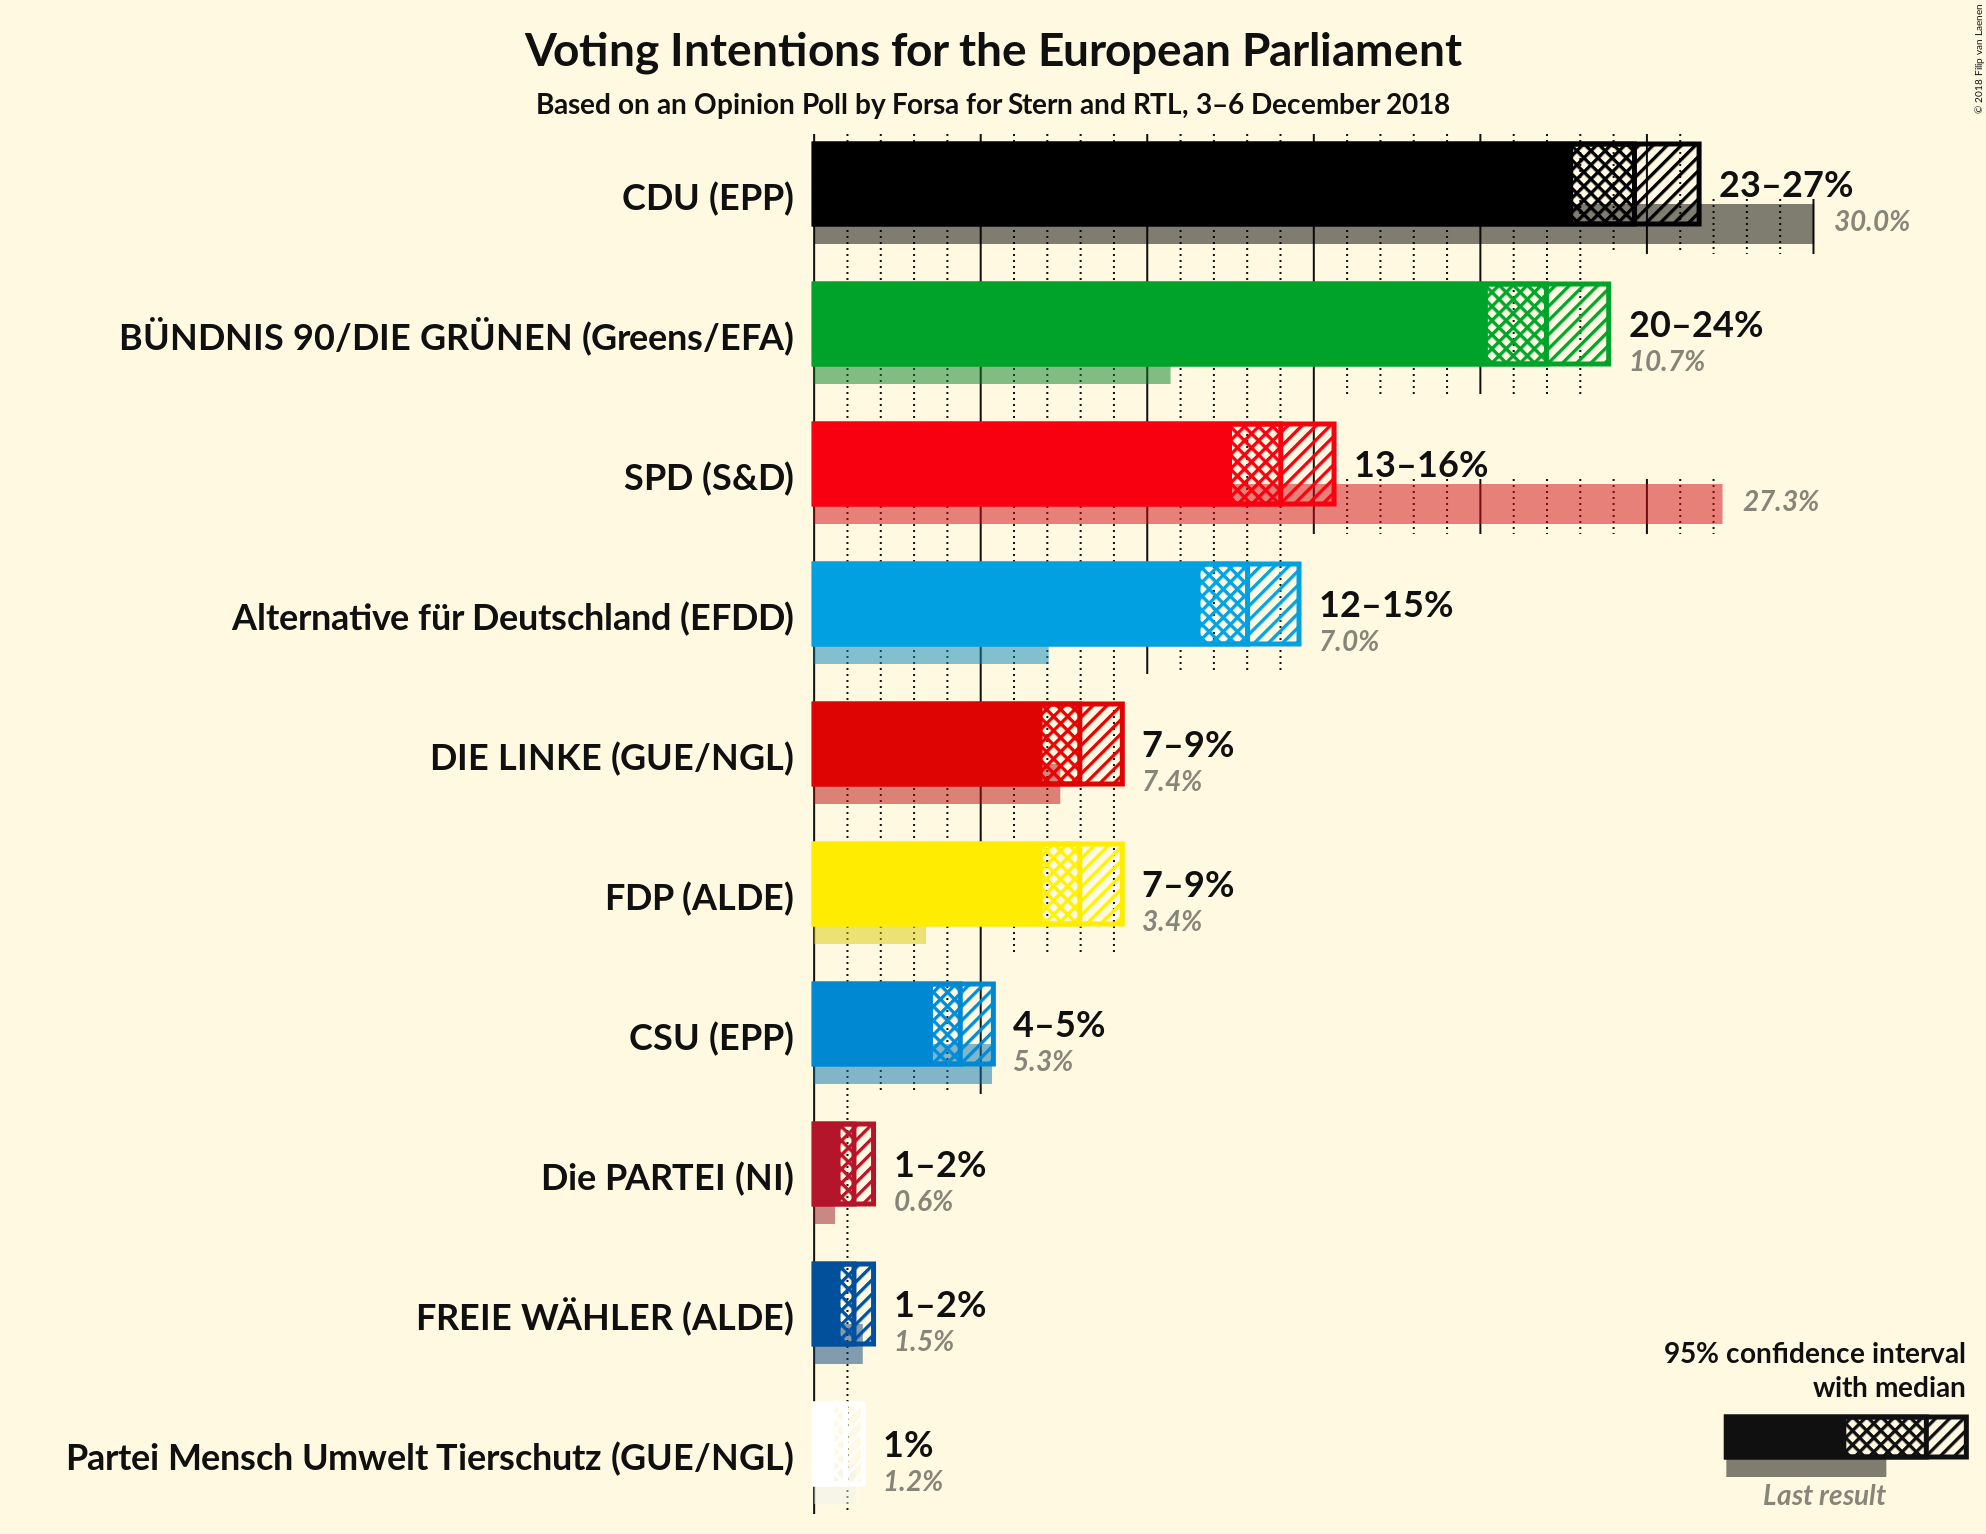 Voting Intentions for the European Parliament
Based on an Opinion Poll by Forsa for Stern and RTL, 3–6 December 2018
© 2018 Filip van Laenen
CDU (EPP)
23–27%
30.0%
BÜNDNIS 90/DIE GRÜNEN (Greens/EFA)
20–24%
10.7%
SPD (S&D)
13–16%
27.3%
Alternative für Deutschland (EFDD)
12–15%
7.0%
DIE LINKE (GUE/NGL)
7–9%
7.4%
FDP (ALDE)
7–9%
3.4%
CSU (EPP)
4–5%
5.3%
Die PARTEI (NI)
1–2%
0.6%
FREIE WÄHLER (ALDE)
1–2%
1.5%
Partei Mensch Umwelt Tierschutz (GUE/NGL)
1%
1.2%
95% confidence interval
with median
Last result